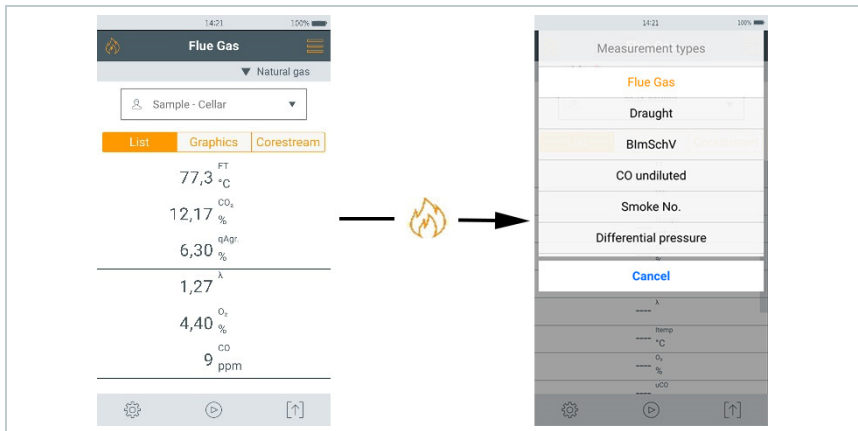 14:21 100%
Flue Gas
▼ Natural gas
Sample - Cellar ▼
List Graphics Corestream
77,3 FT °C
12,17 CO₂ %
6,30 qAgr. %
1,27 λ
4,40 O₂ %
9 CO ppm
14:21 100%
Measurement types
Flue Gas
Draught
BImSchV
CO undiluted
Smoke No.
Differential pressure
Cancel
---- λ
---- Itemp °C
---- O₂ %
---- uCO